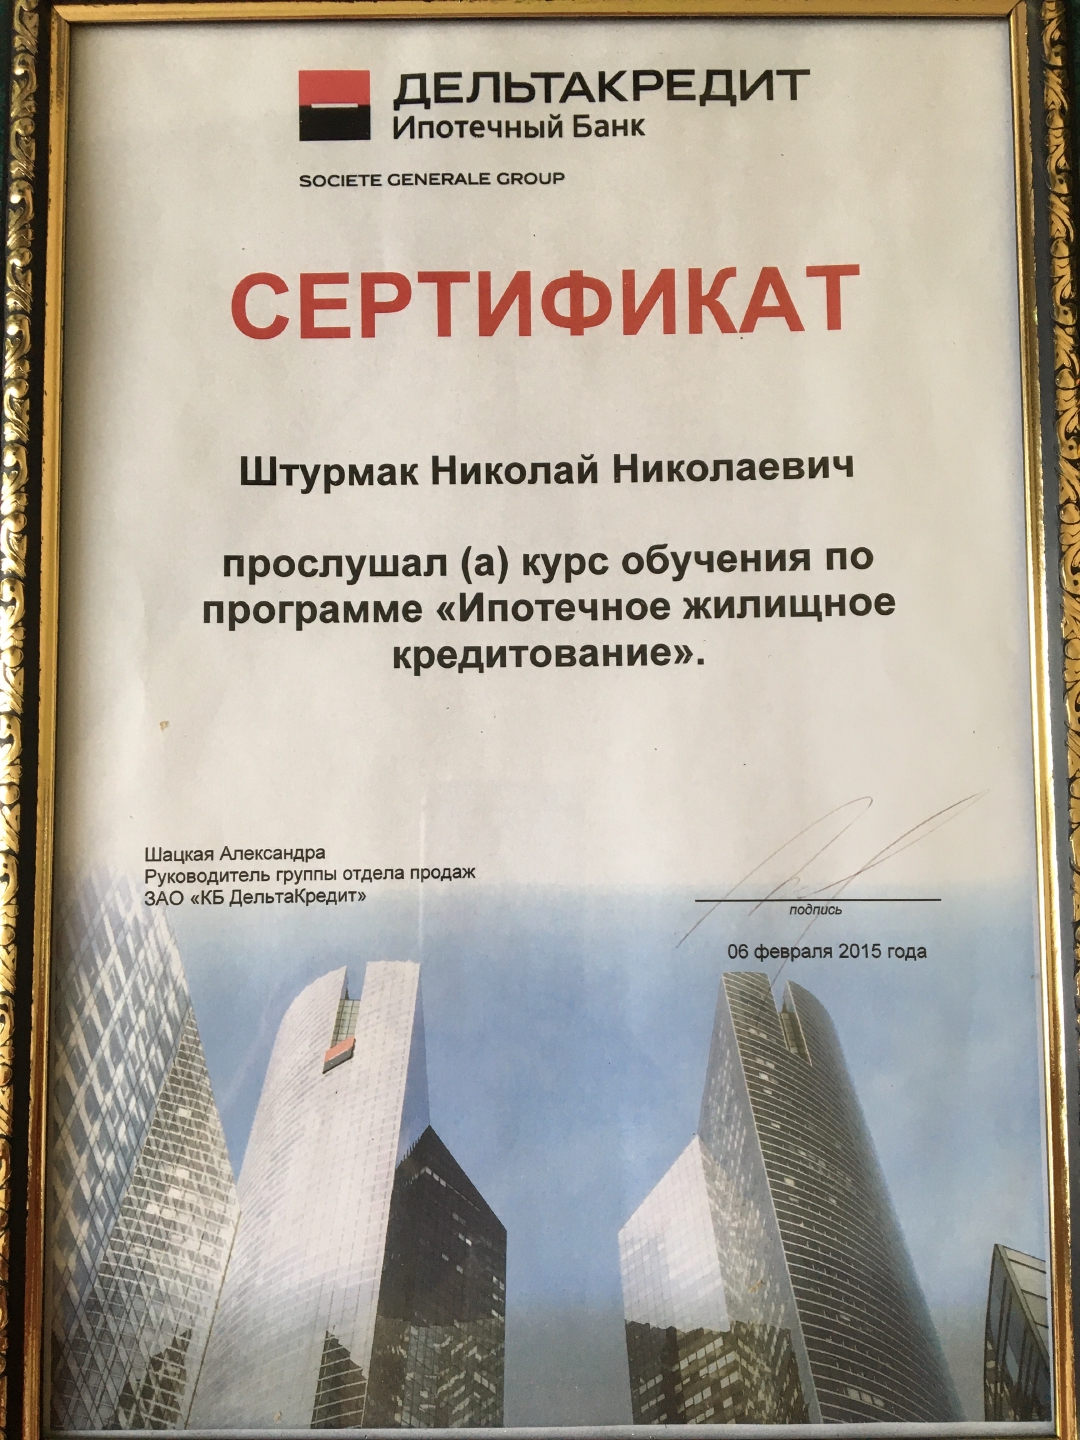 ДЕЛЬТАКРЕДИТ
Ипотечный Банк
SOCIETE GENERALE GROUP
СЕРТИФИКАТ
Штурмак Николай Николаевич
прослушал (а) курс обучения по
программе «Ипотечное жилищное
кредитование».
Шацкая Александра
Руководитель группы отдела продаж
ЗАО «КБ ДельтаКредит»
подпись
06 февраля 2015 года